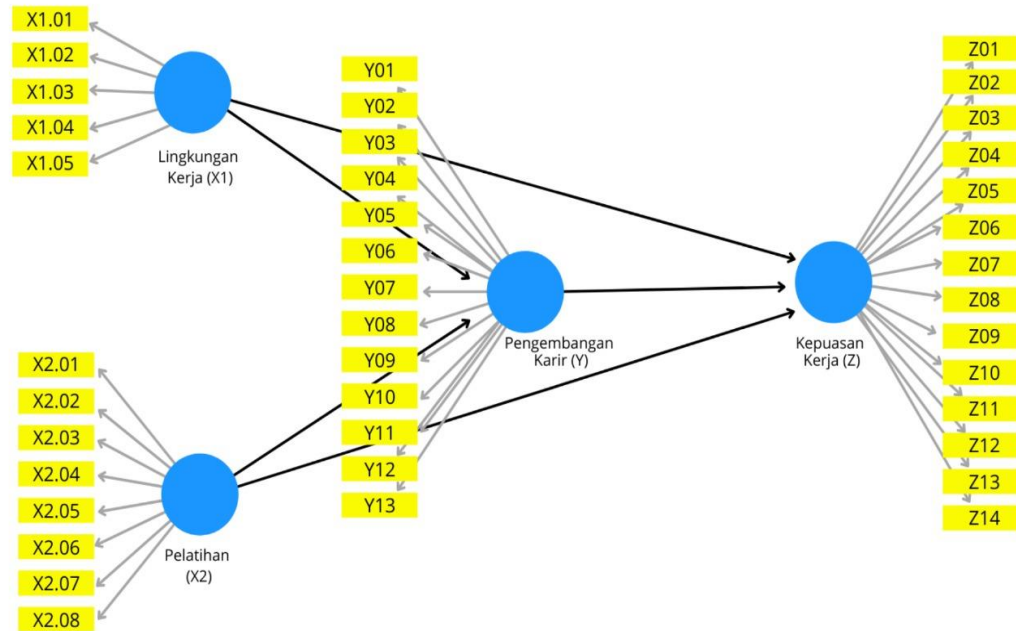 X1.01
X1.02
X1.03
X1.04
X1.05
Lingkungan
Kerja (X1)
X2.01
X2.02
X2.03
X2.04
X2.05
X2.06
X2.07
X2.08
Pelatihan
(X2)
Y01
Y02
Y03
Y04
Y05
Y06
Y07
Y08
Y09
Y10
Y11
Y12
Y13
Pengembangan
Karir (Y)
Kepuasan
Kerja (Z)
Z01
Z02
Z03
Z04
Z05
Z06
Z07
Z08
Z09
Z10
Z11
Z12
Z13
Z14